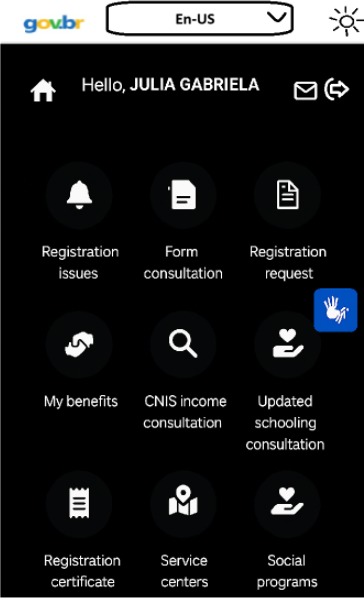 gov.br
En-US
Hello, JULIA GABRIELA
Registration
issues
Form
consultation
Registration
request
My benefits
CNIS income
consultation
Updated
schooling
consultation
Registration
certificate
Service
centers
Social
programs